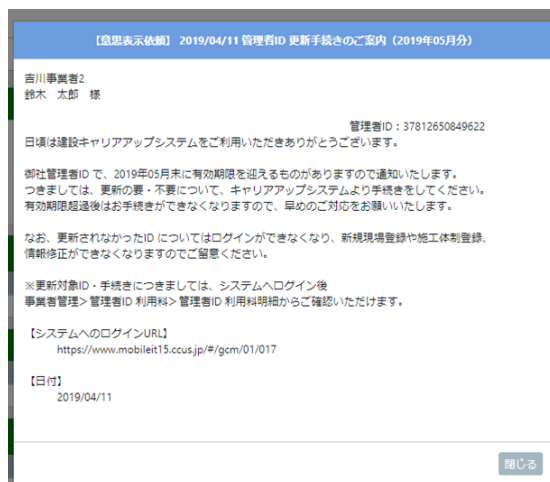 【意思表示依頼】 2019/04/11 管理者ID 更新手続きのご案内（2019年05月分）
吉川事業者2
鈴木　太郎　様
管理者ID：37812650849622
日頃は建設キャリアアップシステムをご利用いただきありがとうございます。
御社管理者ID で、2019年05月末に有効期限を迎えるものがありますので通知いたします。
つきましては、更新の要・不要について、キャリアアップシステムより手続きをしてください。
有効期限超過後はお手続きができなくなりますので、早めのご対応をお願いいたします。
なお、更新されなかったID についてはログインができなくなり、新規現場登録や施工体制登録、
情報修正ができなくなりますのでご留意ください。
※更新対象ID・手続きにつきましては、システムへログイン後
事業者管理＞管理者ID 利用料＞管理者ID 利用料明細からご確認いただけます。
【システムへのログインURL】
https://www.mobileit15.ccus.jp/#/gcm/01/017
【日付】
2019/04/11
閉じる